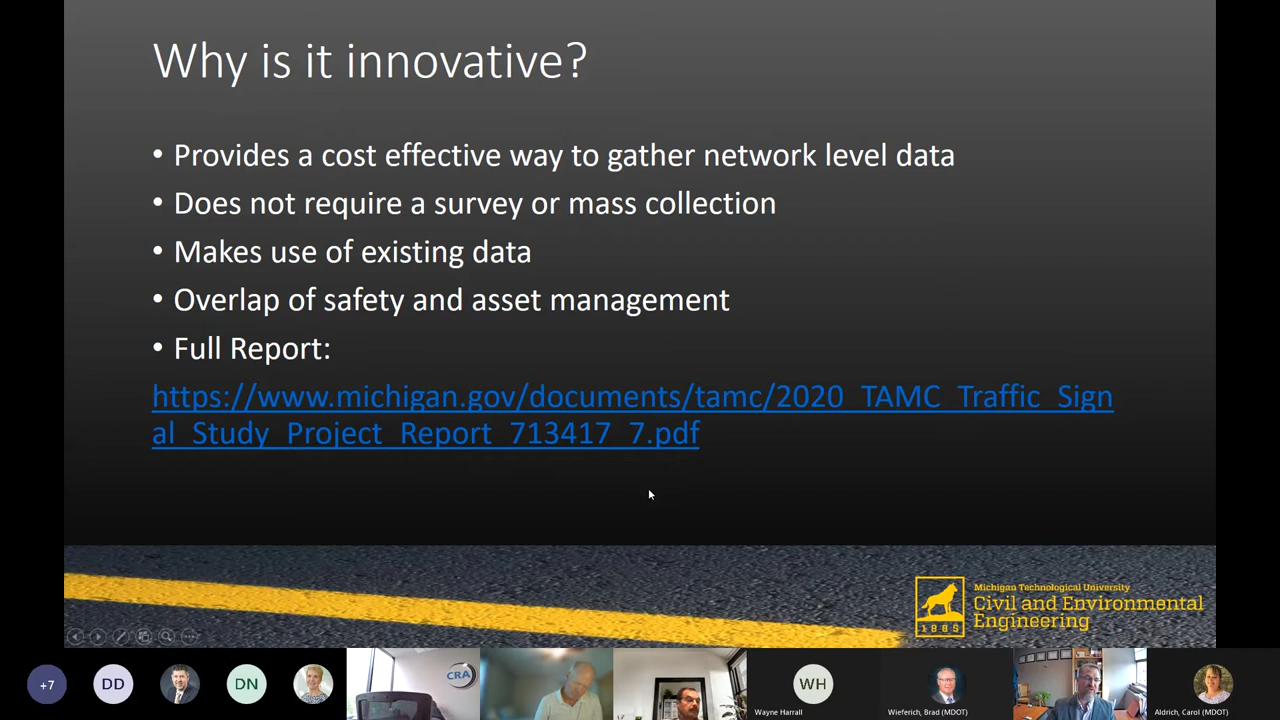 Why is it innovative?
• Provides a cost effective way to gather network level data
• Does not require a survey or mass collection
• Makes use of existing data
• Overlap of safety and asset management
• Full Report:
https://www.michigan.gov/documents/tamc/2020_TAMC_Traffic_Sign
al_Study_Project_Report_713417_7.pdf
Michigan Technological University
Civil and Environmental
Engineering
1885
+7
DD
DN
CRA
WH
Wayne Harrall
Wieferich, Brad (MDOT)
Aldrich, Carol (MDOT)